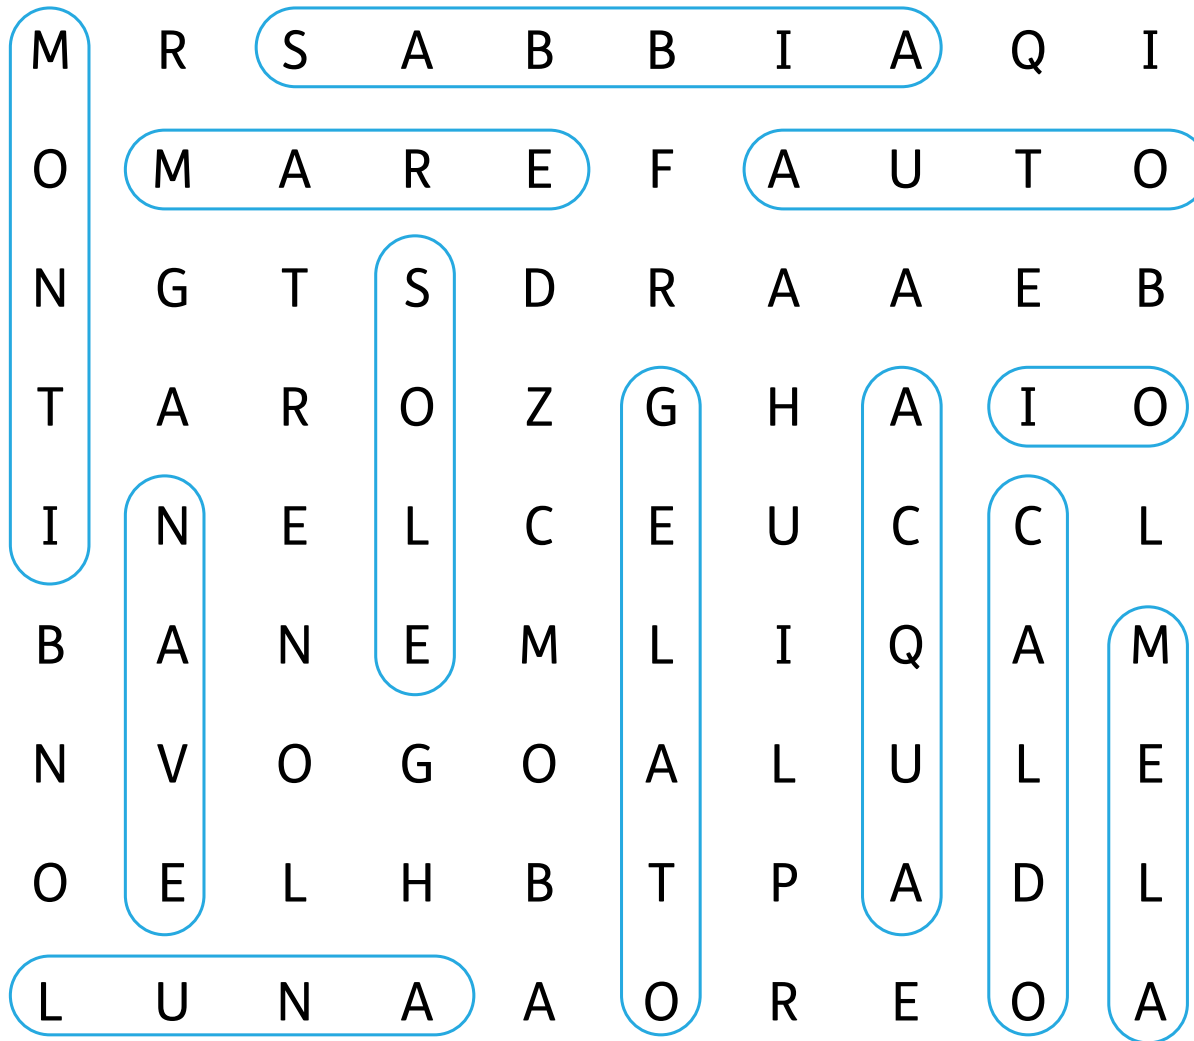 M R S A B B I A Q I
O M A R E F A U T O
N G T S D R A A E B
T A R O Z G H A I O
I N E L C E U C C L
B A N E M L I Q A M
N V O G O A L U L E
O E L H B T P A D L
L U N A A O R E O A